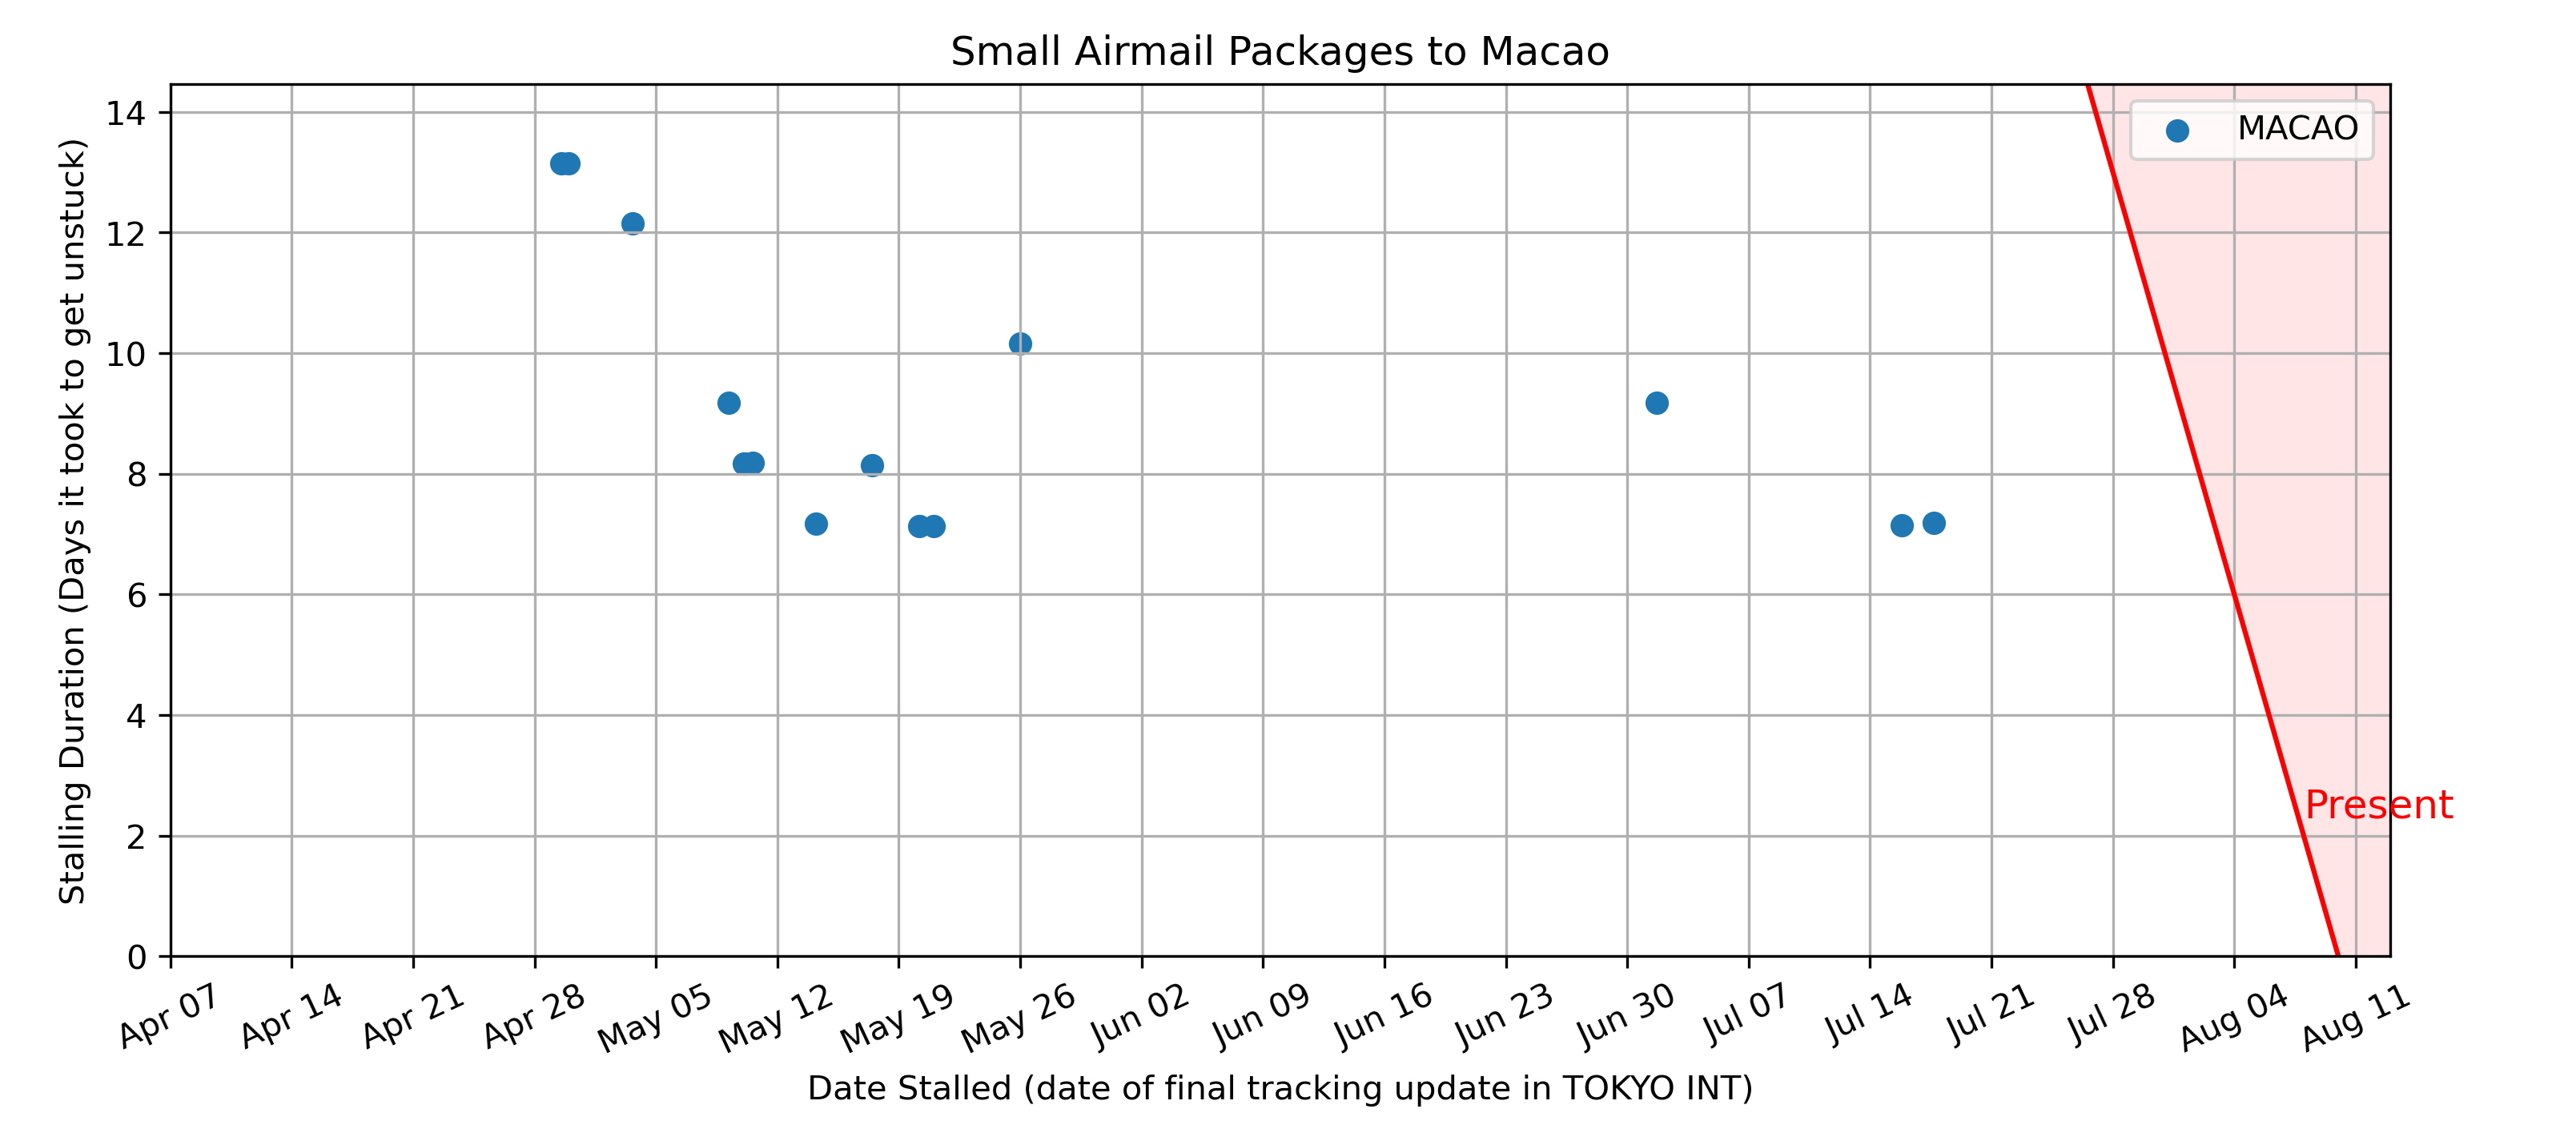 Small Airmail Packages to Macao
Stalling Duration (Days it took to get unstuck)
14
12
10
8
6
4
2
0
MACAO
Present
Apr 07
Apr 14
Apr 21
Apr 28
May 05
May 12
May 19
May 26
Jun 02
Jun 09
Jun 16
Jun 23
Jun 30
Jul 07
Jul 14
Jul 21
Jul 28
Aug 04
Aug 11
Date Stalled (date of final tracking update in TOKYO INT)